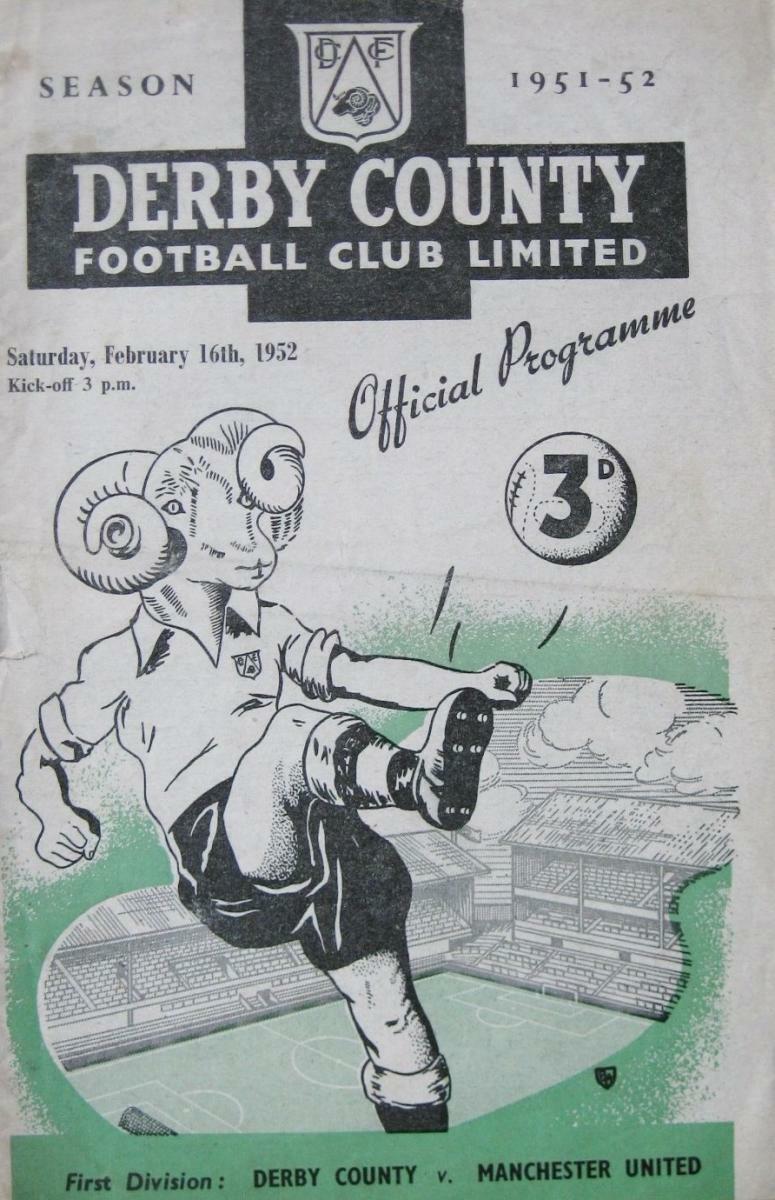 SEASON
1951-52
D C F C
DERBY COUNTY
FOOTBALL CLUB LIMITED
Saturday, February 16th, 1952
Kick-off 3 p.m.
Official Programme
3D
First Division: DERBY COUNTY v. MANCHESTER UNITED